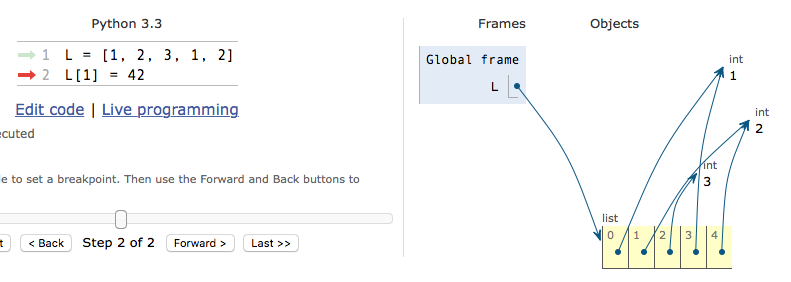 Python 3.3
1 L = [1, 2, 3, 1, 2]
2 L[1] = 42
Edit code | Live programming
ecuted
le to set a breakpoint. Then use the Forward and Back buttons to
t < Back Step 2 of 2 Forward > Last >>
Frames Objects
Global frame
L
int
1
int
2
int
3
list
0 1 2 3 4